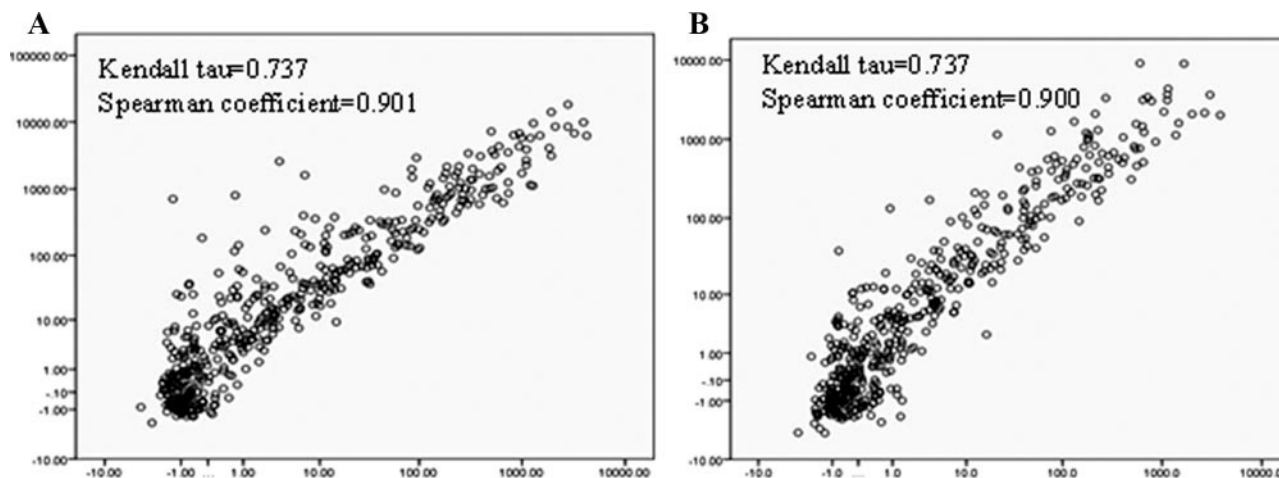 A
Kendall tau=0.737
Spearman coefficient=0.901
100000.00
10000.00
1000.00
100.00
10.00
1.00
-.10
-1.00
-10.00
-10.00 -1.00 ... 1.00 10.00 100.00 1000.00 10000.00
B
Kendall tau=0.737
Spearman coefficient=0.900
10000.00
1000.00
100.00
10.00
1.00
-.10
-1.00
-10.00
-10.0 -1.0 .... 1.0 10.0 100.0 1000.0 10000.0